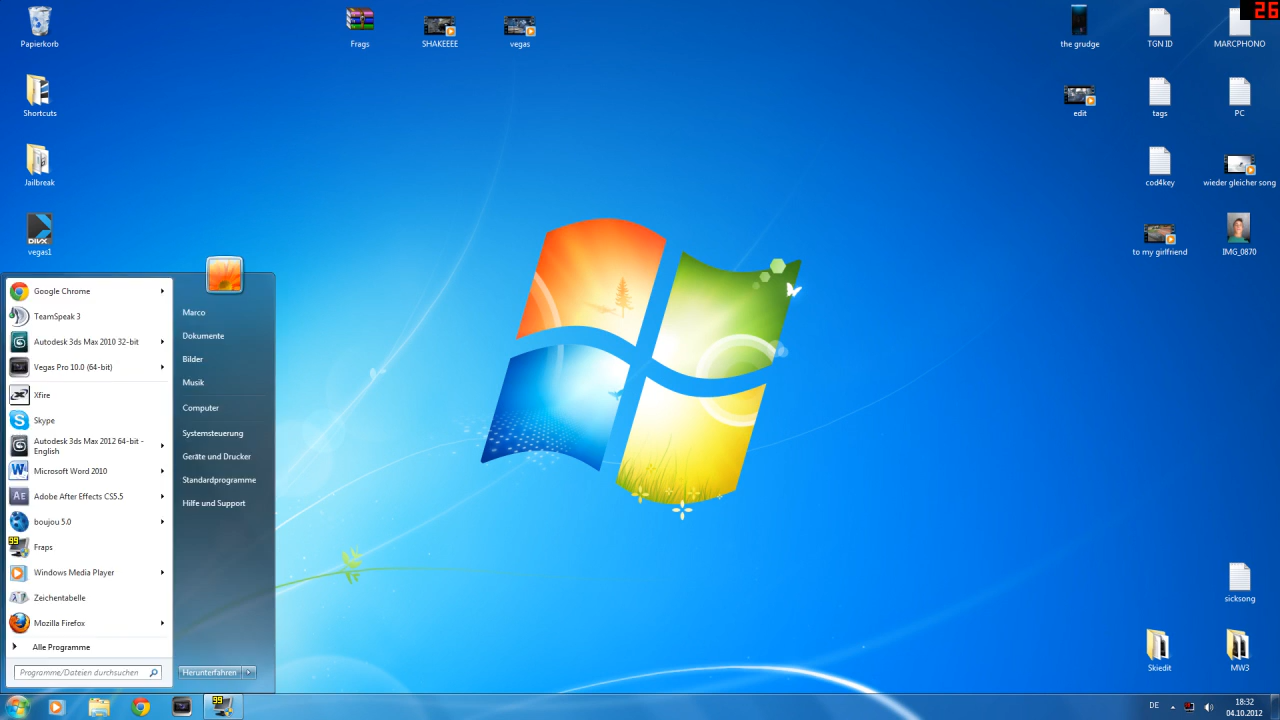 26
Papierkorb
Frags
SHAKEEEE
vegas
the grudge
TGN ID
MARCPHONO
Shortcuts
edit
tags
PC
Jailbreak
cod4key
wieder gleicher song
DIVX
vegas1
to my girlfriend
IMG_0870
Google Chrome
TeamSpeak 3
Autodesk 3ds Max 2010 32-bit
Vegas Pro 10.0 (64-bit)
Xfire
Skype
Autodesk 3ds Max 2012 64-bit -
English
Microsoft Word 2010
Adobe After Effects CS5.5
boujou 5.0
99
Fraps
Windows Media Player
Zeichentabelle
Mozilla Firefox
Alle Programme
Programme/Dateien durchsuchen
Marco
Dokumente
Bilder
Musik
Computer
Systemsteuerung
Geräte und Drucker
Standardprogramme
Hilfe und Support
Herunterfahren
sicksong
Skiedit
MW3
99
DE
18:32
04.10.2012